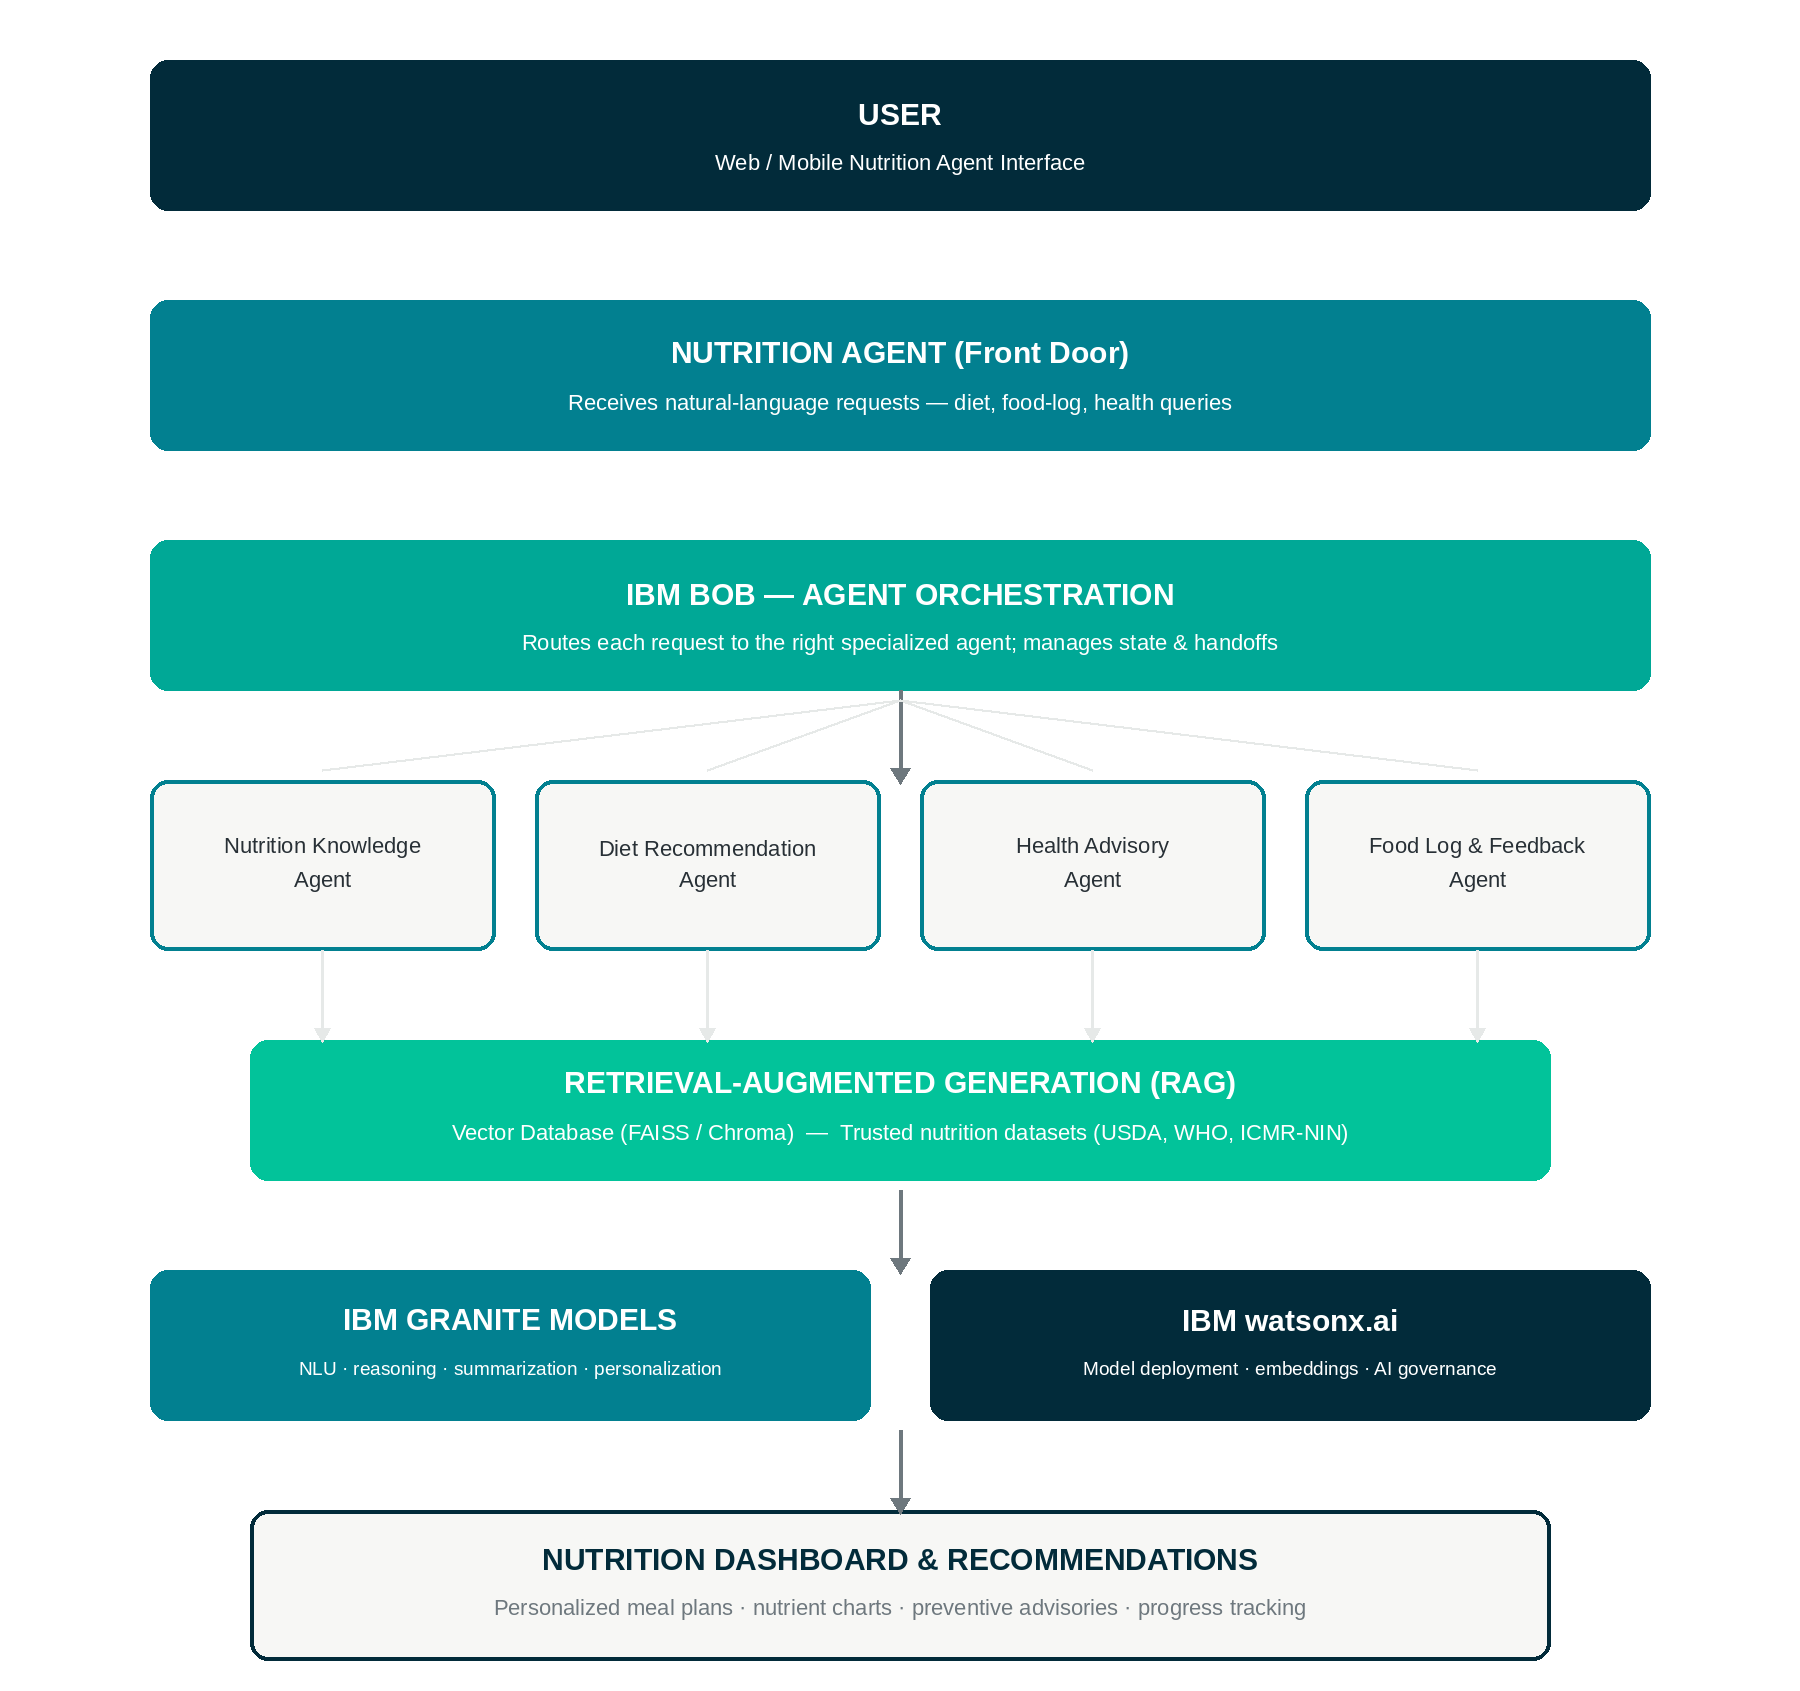 USER
Web / Mobile Nutrition Agent Interface
NUTRITION AGENT (Front Door)
Receives natural-language requests — diet, food-log, health queries
IBM BOB — AGENT ORCHESTRATION
Routes each request to the right specialized agent; manages state & handoffs
Nutrition Knowledge
Agent
Diet Recommendation
Agent
Health Advisory
Agent
Food Log & Feedback
Agent
RETRIEVAL-AUGMENTED GENERATION (RAG)
Vector Database (FAISS / Chroma) — Trusted nutrition datasets (USDA, WHO, ICMR-NIN)
IBM GRANITE MODELS
NLU · reasoning · summarization · personalization
IBM watsonx.ai
Model deployment · embeddings · AI governance
NUTRITION DASHBOARD & RECOMMENDATIONS
Personalized meal plans · nutrient charts · preventive advisories · progress tracking